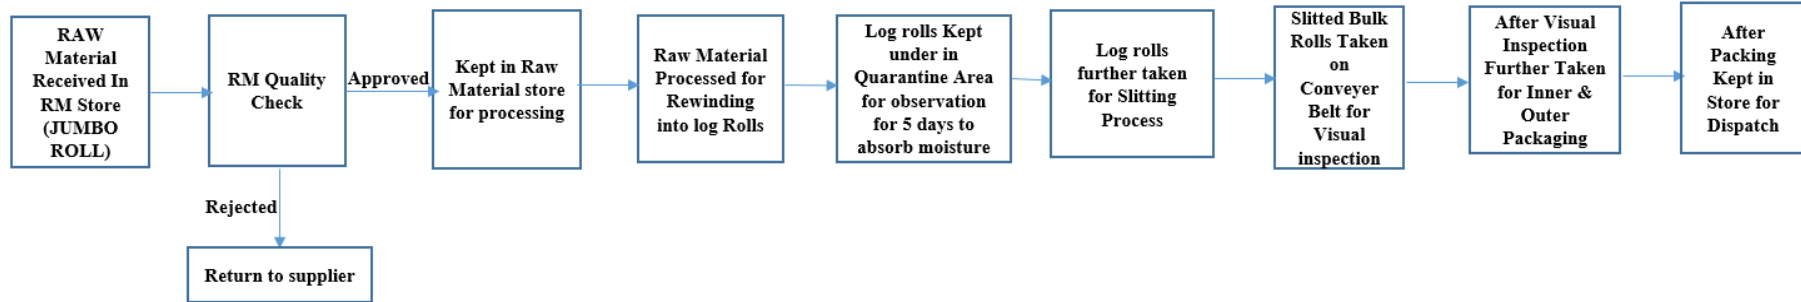 RAW
Material
Received In
RM Store
(JUMBO
ROLL)
RM Quality
Check
Approved
Rejected
Return to supplier
Kept in Raw
Material store
for processing
Raw Material
Processed for
Rewinding
into log Rolls
Log rolls Kept
under in
Quarantine Area
for observation
for 5 days to
absorb moisture
Log rolls
further taken
for Slitting
Process
Slitted Bulk
Rolls Taken
on
Conveyer
Belt for
Visual
inspection
After Visual
Inspection
Further Taken
for Inner &
Outer
Packaging
After
Packing
Kept in
Store for
Dispatch